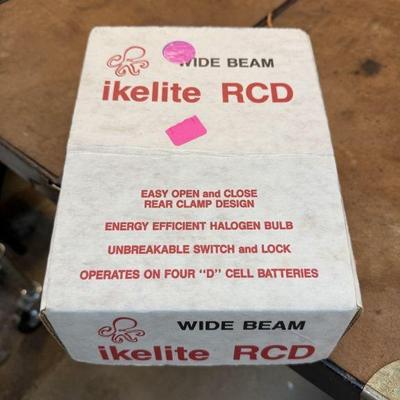 WIDE BEAM
ikelite RCD
EASY OPEN and CLOSE
REAR CLAMP DESIGN
ENERGY EFFICIENT HALOGEN BULB
UNBREAKABLE SWITCH and LOCK
OPERATES ON FOUR "D" CELL BATTERIES
WIDE BEAM
ikelite RCD